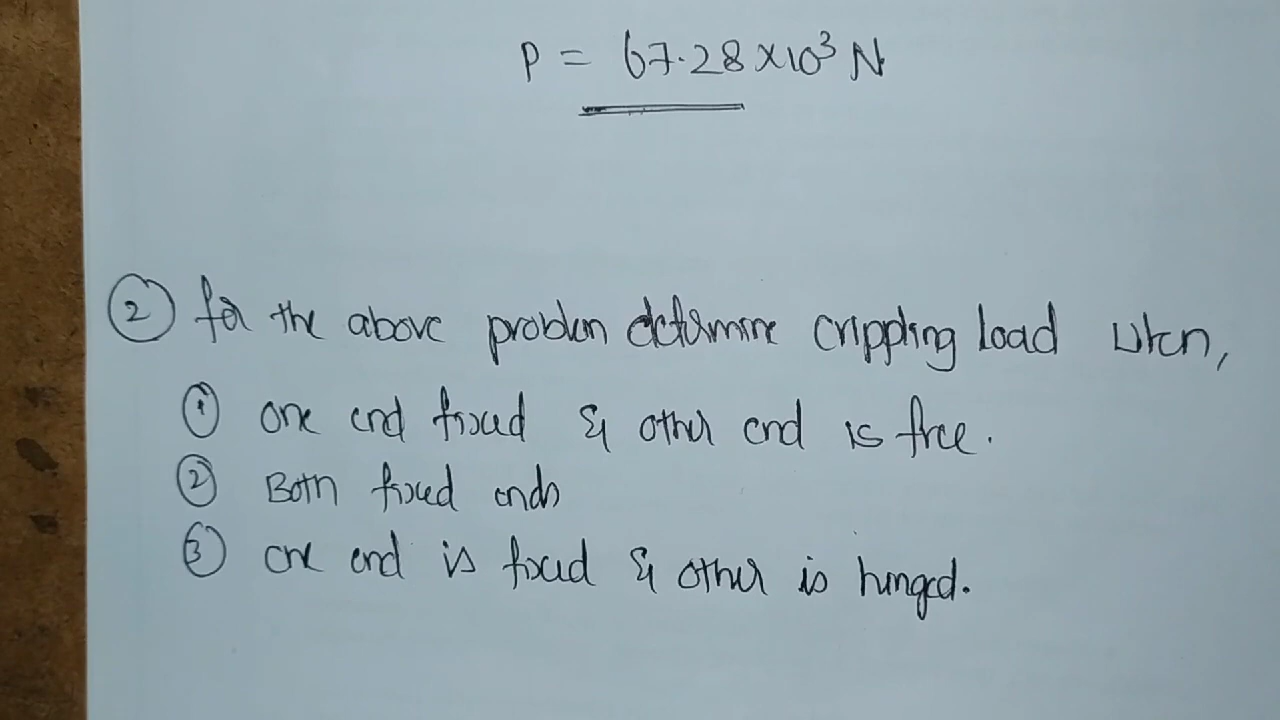 P = 67.28 x10³ N
② for the above problem determine crippling load when,
① one end fixed & other end is free.
② Both fixed ends
③ one end is fixed & other is hinged.